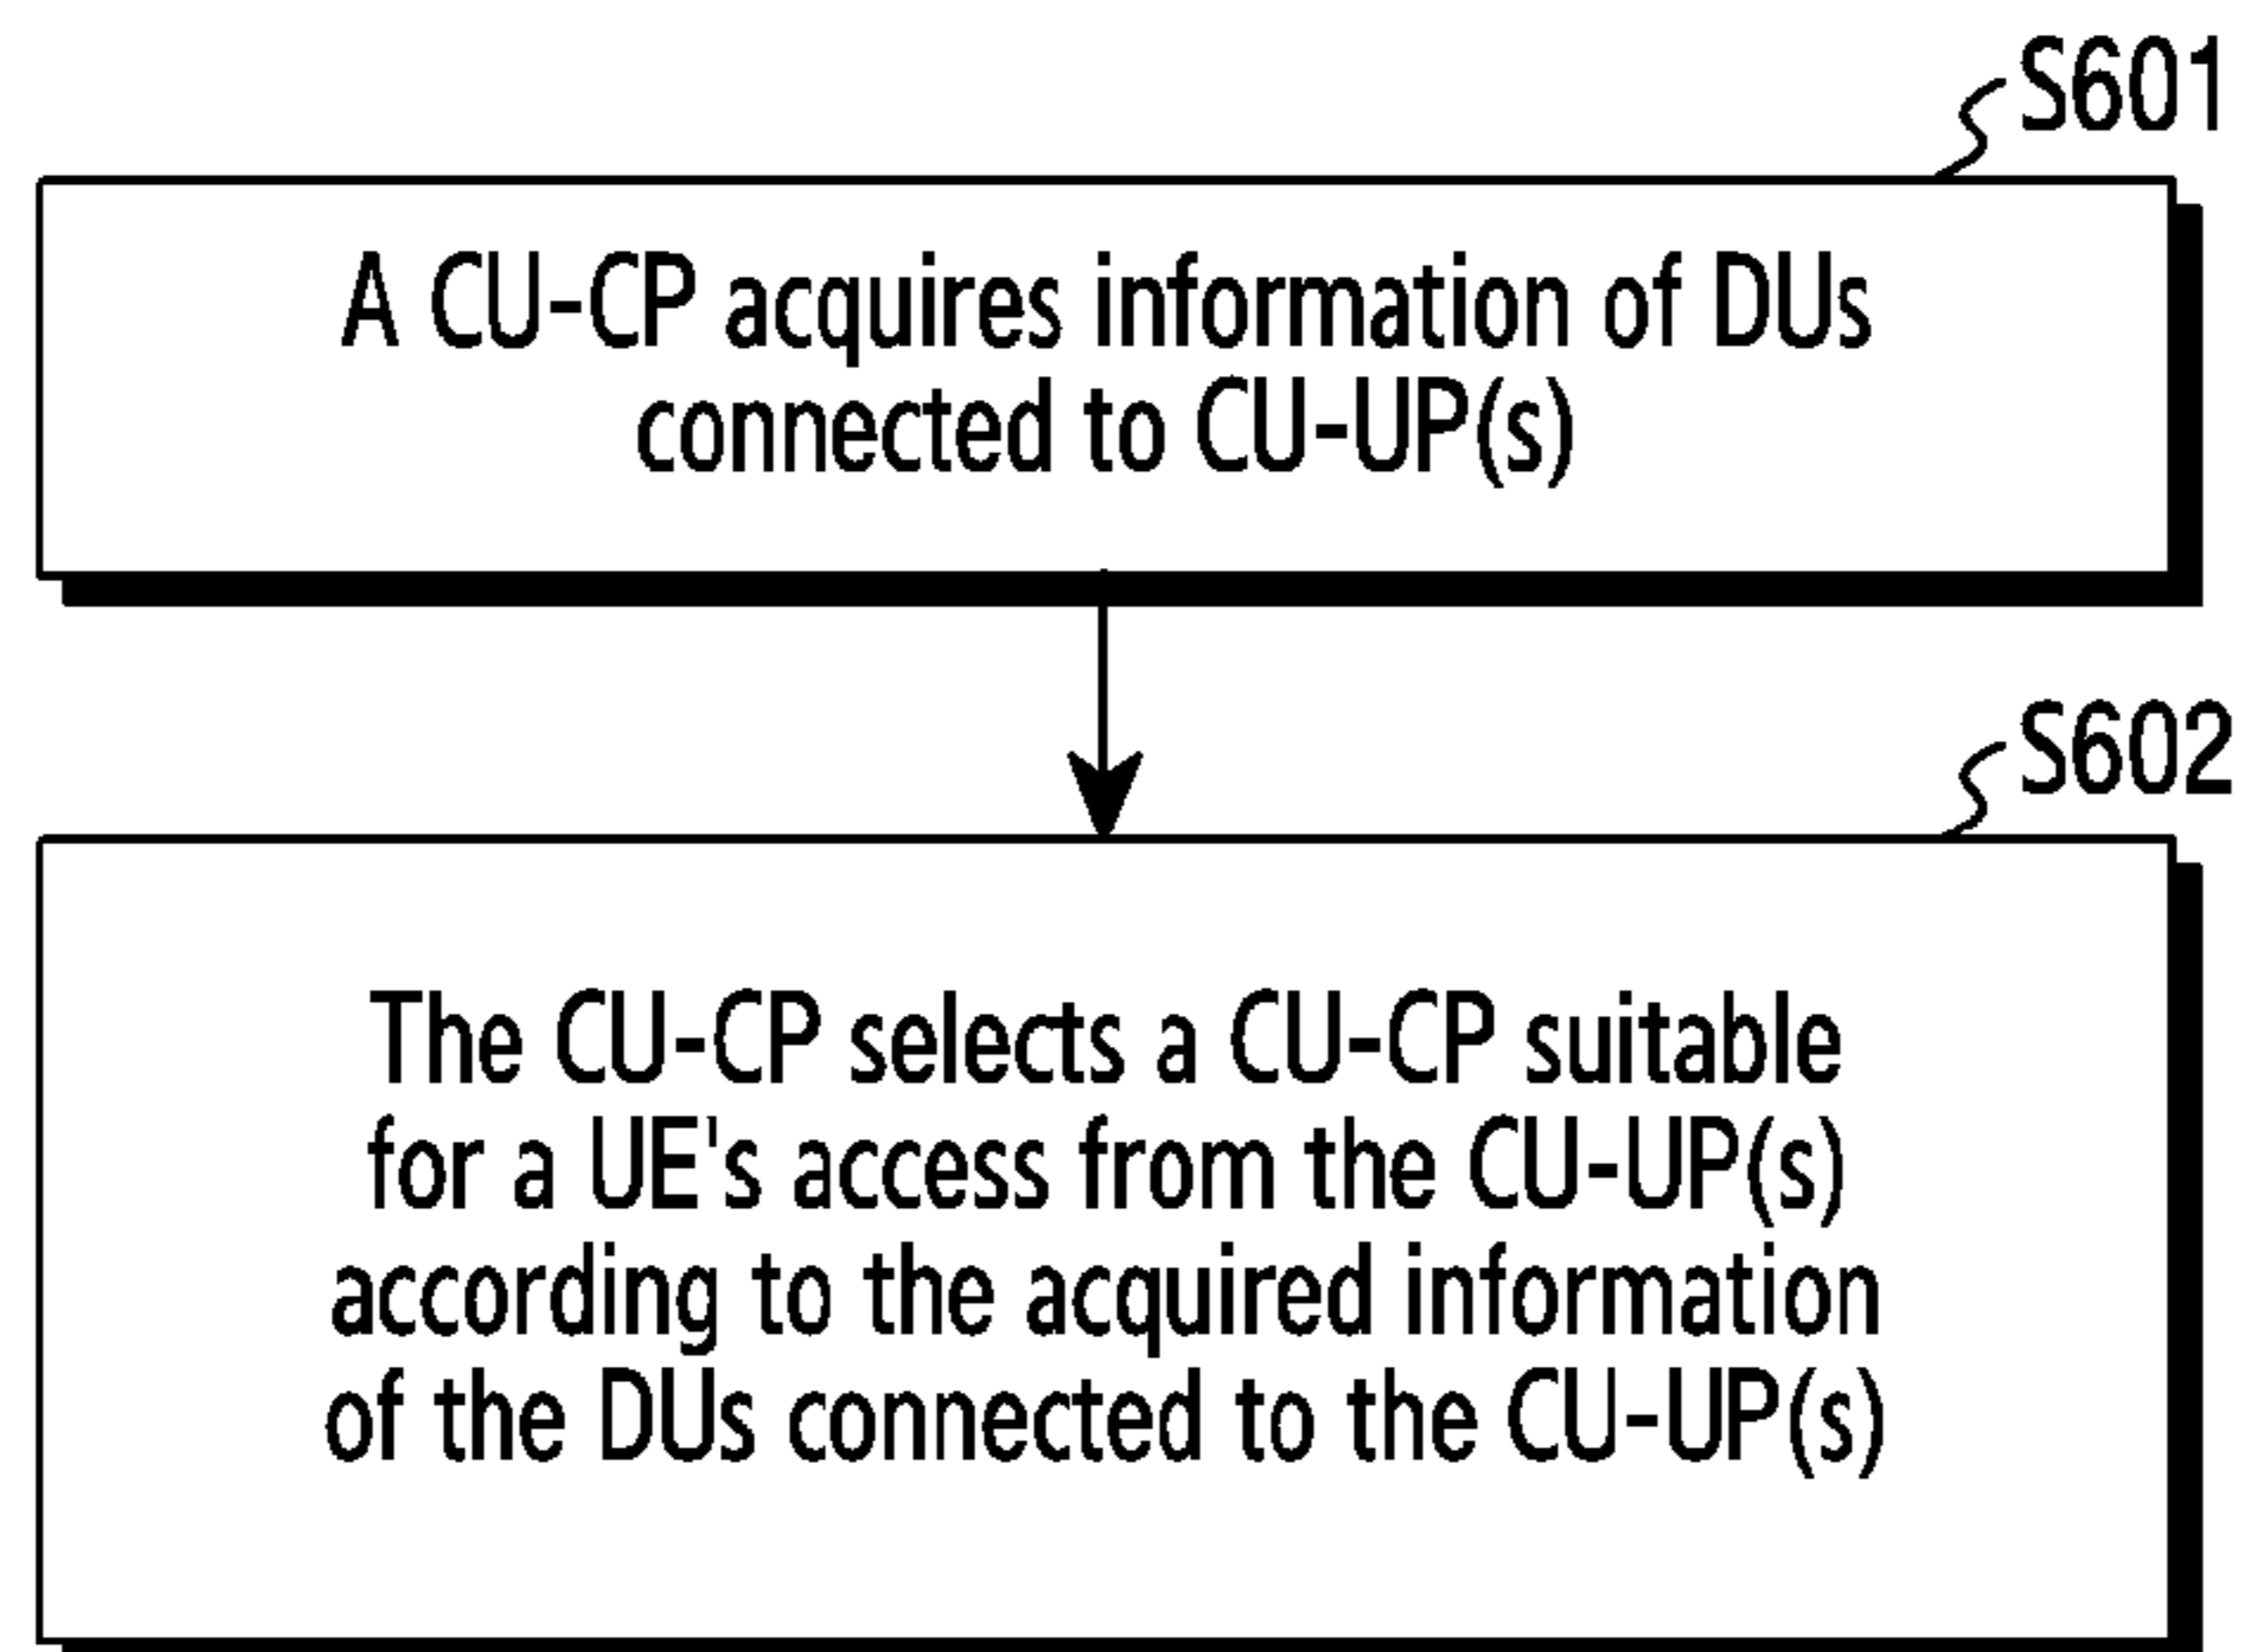 S601
A CU-CP acquires information of DUs
connected to CU-UP(s)
S602
The CU-CP selects a CU-CP suitable
for a UE's access from the CU-UP(s)
according to the acquired information
of the DUs connected to the CU-UP(s)